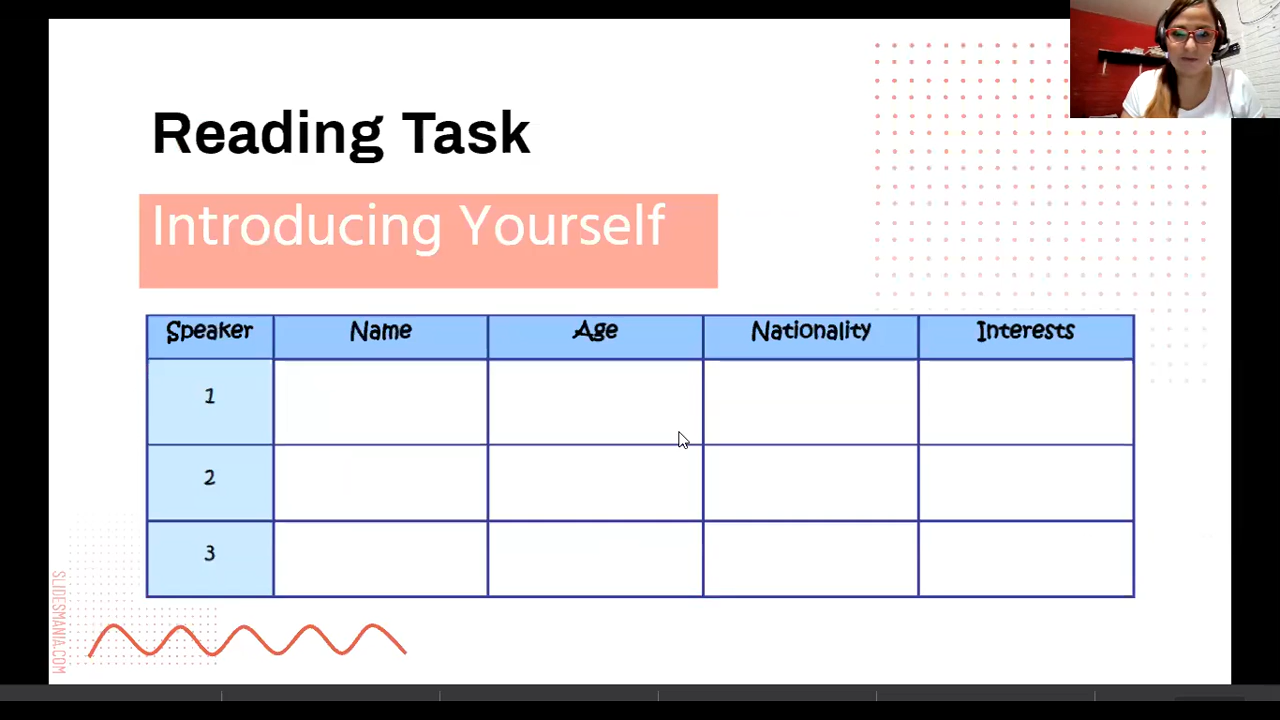 Reading Task
Introducing Yourself
Speaker Name Age Nationality Interests
1
2
3
SLIDESMANIA.COM